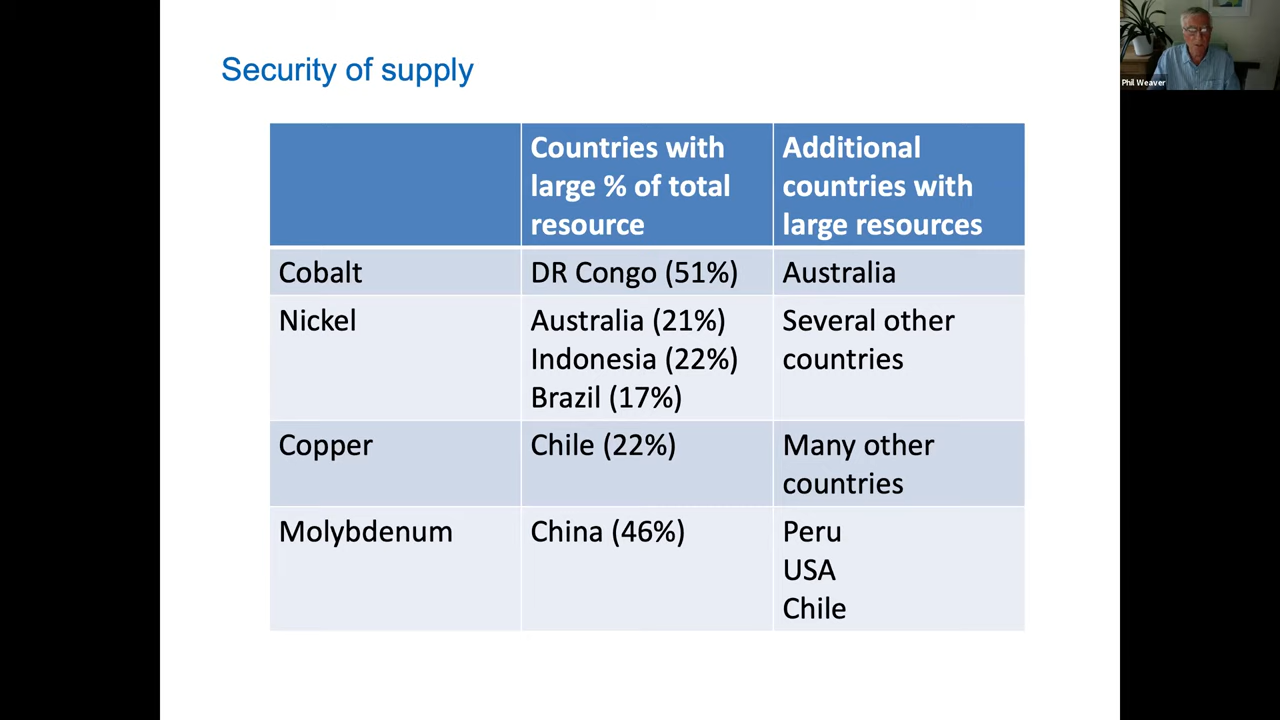 Security of supply
Phil Weaver
Countries with
large % of total
resource
Additional
countries with
large resources
Cobalt
DR Congo (51%)
Australia
Nickel
Australia (21%)
Indonesia (22%)
Brazil (17%)
Several other
countries
Copper
Chile (22%)
Many other
countries
Molybdenum
China (46%)
Peru
USA
Chile